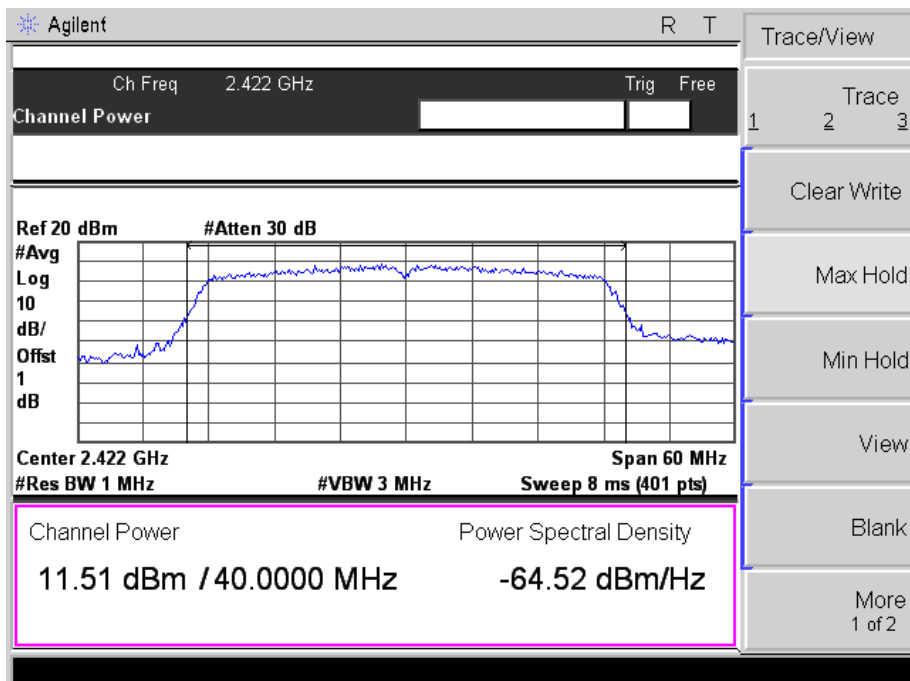 Agilent R T
Trace/View
Ch Freq 2.422 GHz Trig Free
Channel Power
Trace
1 2 3
Clear Write
Ref 20 dBm #Atten 30 dB
#Avg
Log
10
dB/
Offst
1
dB
Max Hold
Min Hold
View
Center 2.422 GHz Span 60 MHz
#Res BW 1 MHz #VBW 3 MHz Sweep 8 ms (401 pts)
Channel Power Power Spectral Density
11.51 dBm / 40.0000 MHz -64.52 dBm/Hz
Blank
More
1 of 2